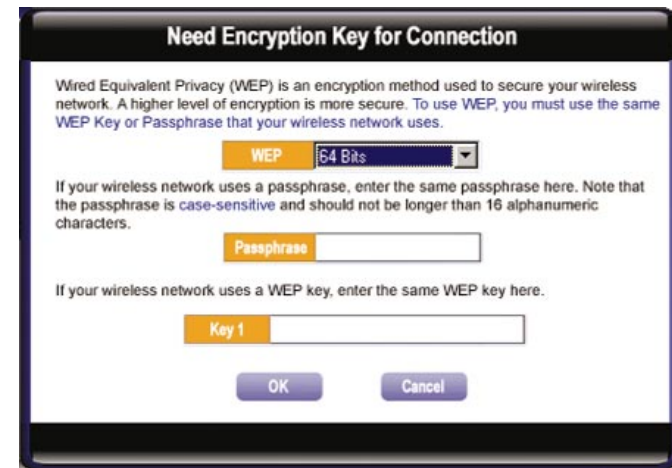 Need Encryption Key for Connection
Wired Equivalent Privacy (WEP) is an encryption method used to secure your wireless
network. A higher level of encryption is more secure. To use WEP, you must use the same
WEP Key or Passphrase that your wireless network uses.
WEP 64 Bits
If your wireless network uses a passphrase, enter the same passphrase here. Note that
the passphrase is case-sensitive and should not be longer than 16 alphanumeric
characters.
Passphrase
If your wireless network uses a WEP key, enter the same WEP key here.
Key 1
OK Cancel